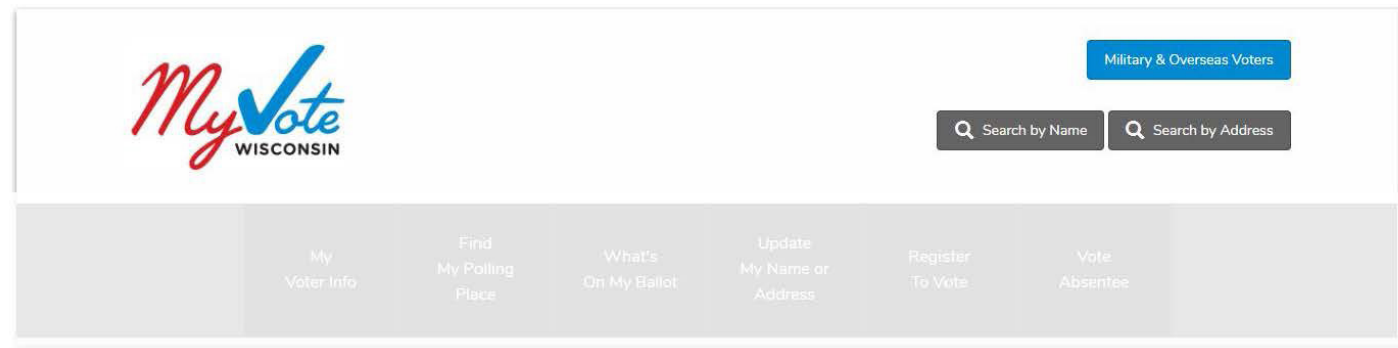 MyVote
WISCONSIN
Military & Overseas Voters
Search by Name
Search by Address
My
Voter Info
Find
My Polling
Place
What's
On My Ballot
Update
My Name or
Address
Register
To Vote
Vote
Absentee